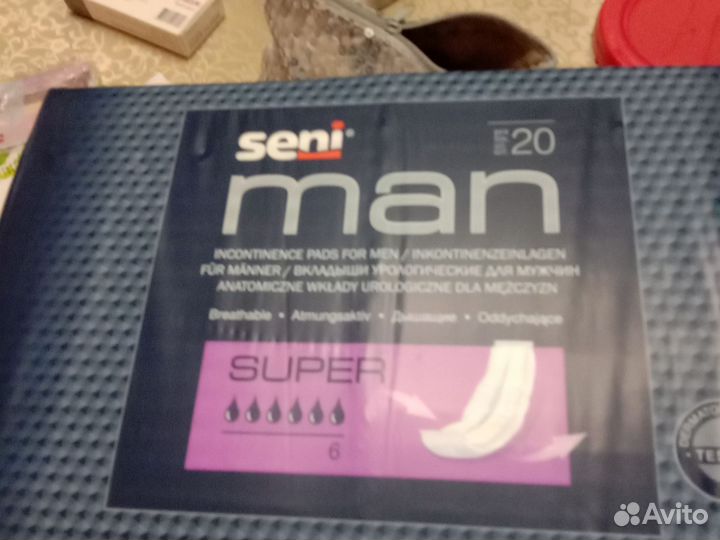 seni®
20
man
INCONTINENCE PADS FOR MEN / INKONTINENZEINLAGEN
FÜR MÄNNER / ВКЛАДЫШИ УРОЛОГИЧЕСКИЕ ДЛЯ МУЖЧИН
ANATOMICZNE WKŁADY UROLOGICZNE DLA MĘŻCZYZN
Breathable • Atmungsaktiv • Дышащие • Oddychające
SUPER
6
Avito